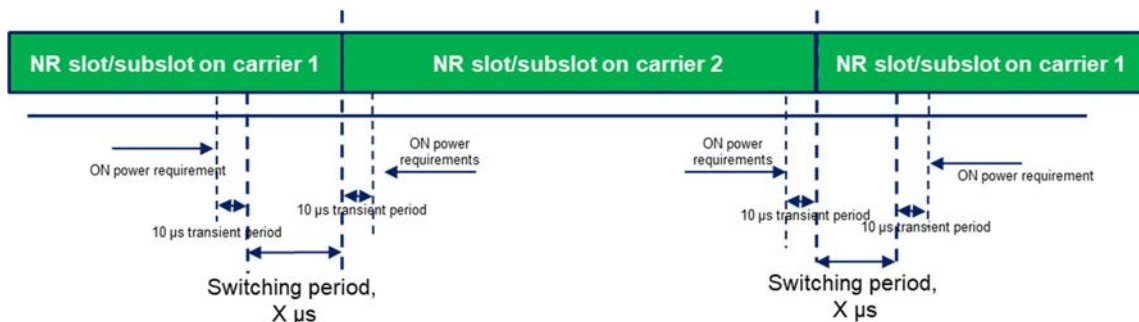 NR slot/subslot on carrier 1
NR slot/subslot on carrier 2
NR slot/subslot on carrier 1
ON power requirement
ON power
requirements
ON power
requirements
ON power requirement
10 µs transient period
10 µs transient period
10 µs transient period
10 µs transient period
Switching period,
X µs
Switching period,
X µs